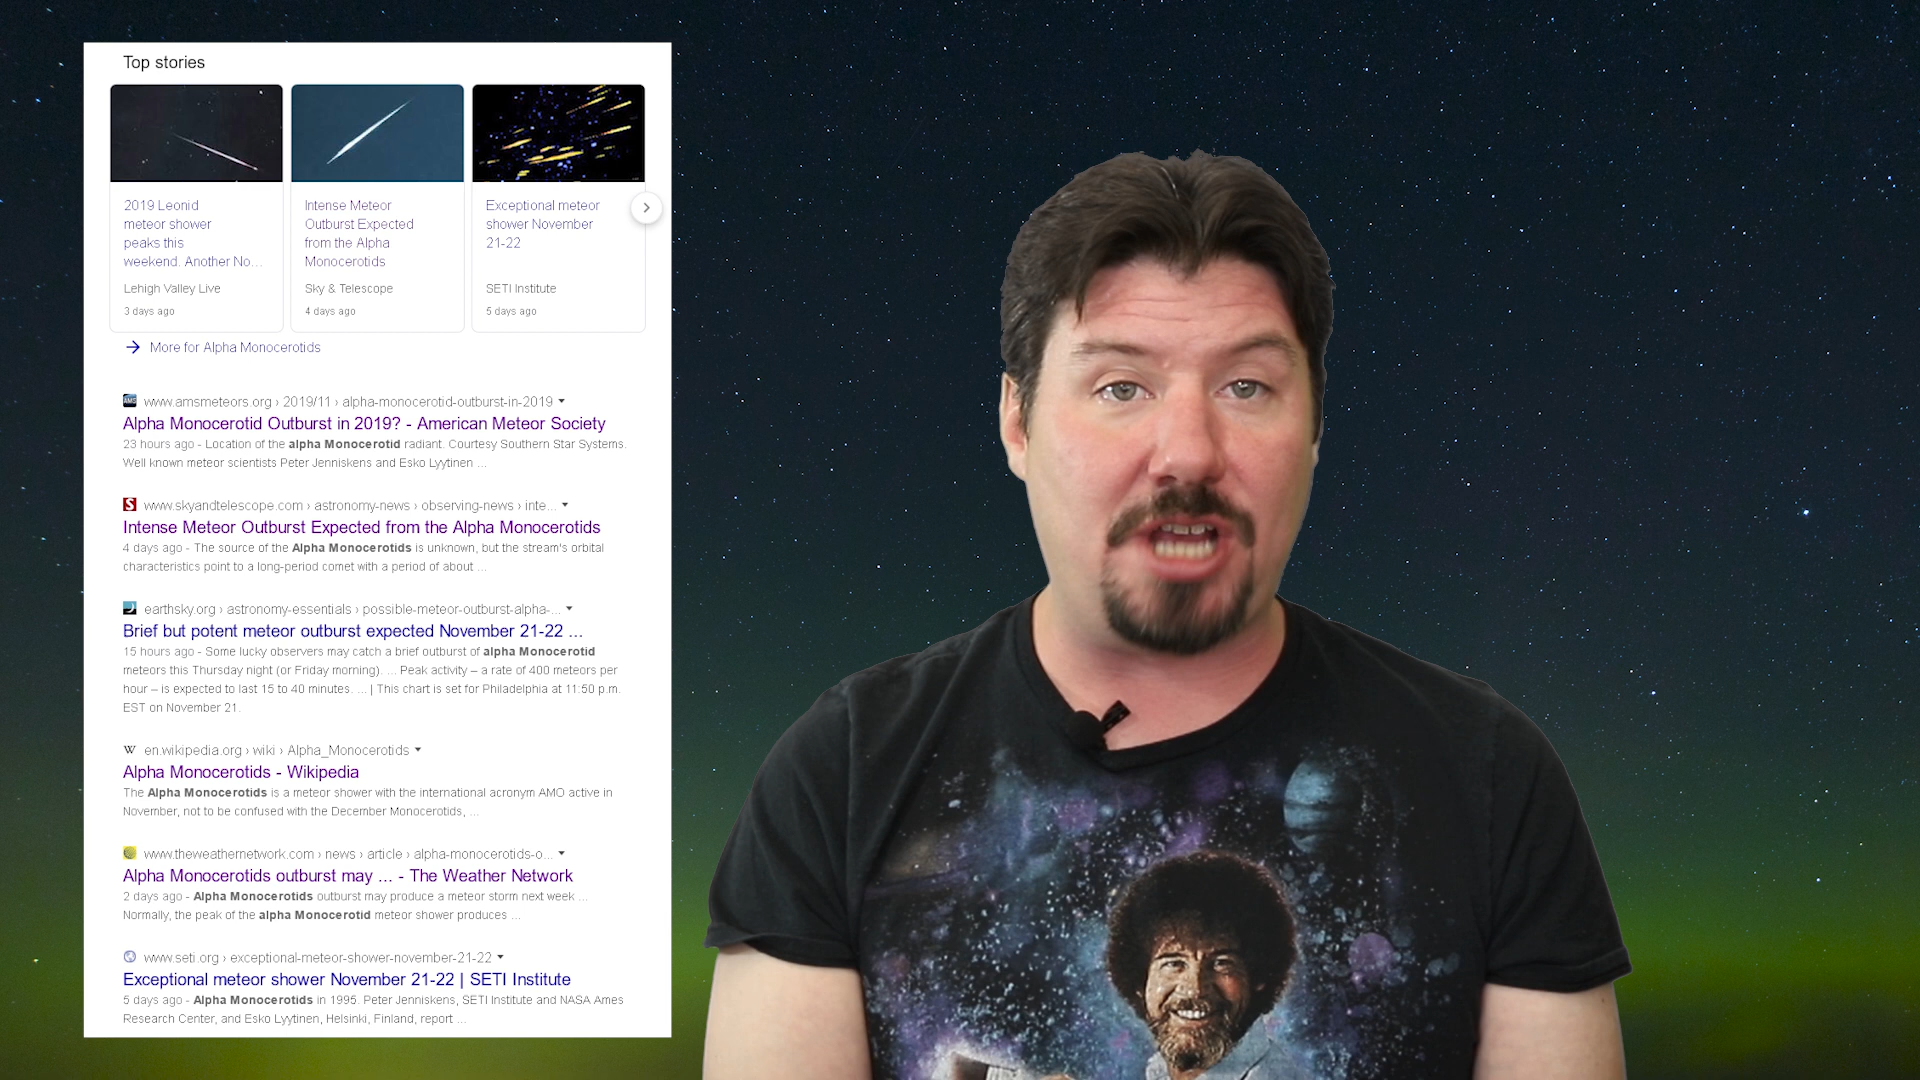 Top stories
2019 Leonid
meteor shower
peaks this
weekend. Another No...
Lehigh Valley Live
3 days ago
Intense Meteor
Outburst Expected
from the Alpha
Monocerotids
Sky & Telescope
4 days ago
Exceptional meteor
shower November
21-22
SETI Institute
5 days ago
More for Alpha Monocerotids
AMS
www.amsmeteors.org › 2019/11 › alpha-monocerotid-outburst-in-2019
Alpha Monocerotid Outburst in 2019? - American Meteor Society
23 hours ago - Location of the alpha Monocerotid radiant. Courtesy Southern Star Systems.
Well known meteor scientists Peter Jenniskens and Esko Lyytinen ...
S
www.skyandtelescope.com › astronomy-news › observing-news › inte...
Intense Meteor Outburst Expected from the Alpha Monocerotids
4 days ago - The source of the Alpha Monocerotids is unknown, but the stream's orbital
characteristics point to a long-period comet with a period of about ...
earthsky.org › astronomy-essentials › possible-meteor-outburst-alpha-...
Brief but potent meteor outburst expected November 21-22 ...
15 hours ago - Some lucky observers may catch a brief outburst of alpha Monocerotid
meteors this Thursday night (or Friday morning). ... Peak activity – a rate of 400 meteors per
hour – is expected to last 15 to 40 minutes. ... | This chart is set for Philadelphia at 11:50 p.m.
EST on November 21.
W
en.wikipedia.org › wiki › Alpha_Monocerotids
Alpha Monocerotids - Wikipedia
The Alpha Monocerotids is a meteor shower with the international acronym AMO active in
November, not to be confused with the December Monocerotids, ...
www.theweathernetwork.com › news › article › alpha-monocerotids-o...
Alpha Monocerotids outburst may ... - The Weather Network
2 days ago - Alpha Monocerotids outburst may produce a meteor storm next week ...
Normally, the peak of the alpha Monocerotid meteor shower produces ...
www.seti.org › exceptional-meteor-shower-november-21-22
Exceptional meteor shower November 21-22 | SETI Institute
5 days ago - Alpha Monocerotids in 1995. Peter Jenniskens, SETI Institute and NASA Ames
Research Center, and Esko Lyytinen, Helsinki, Finland, report ...